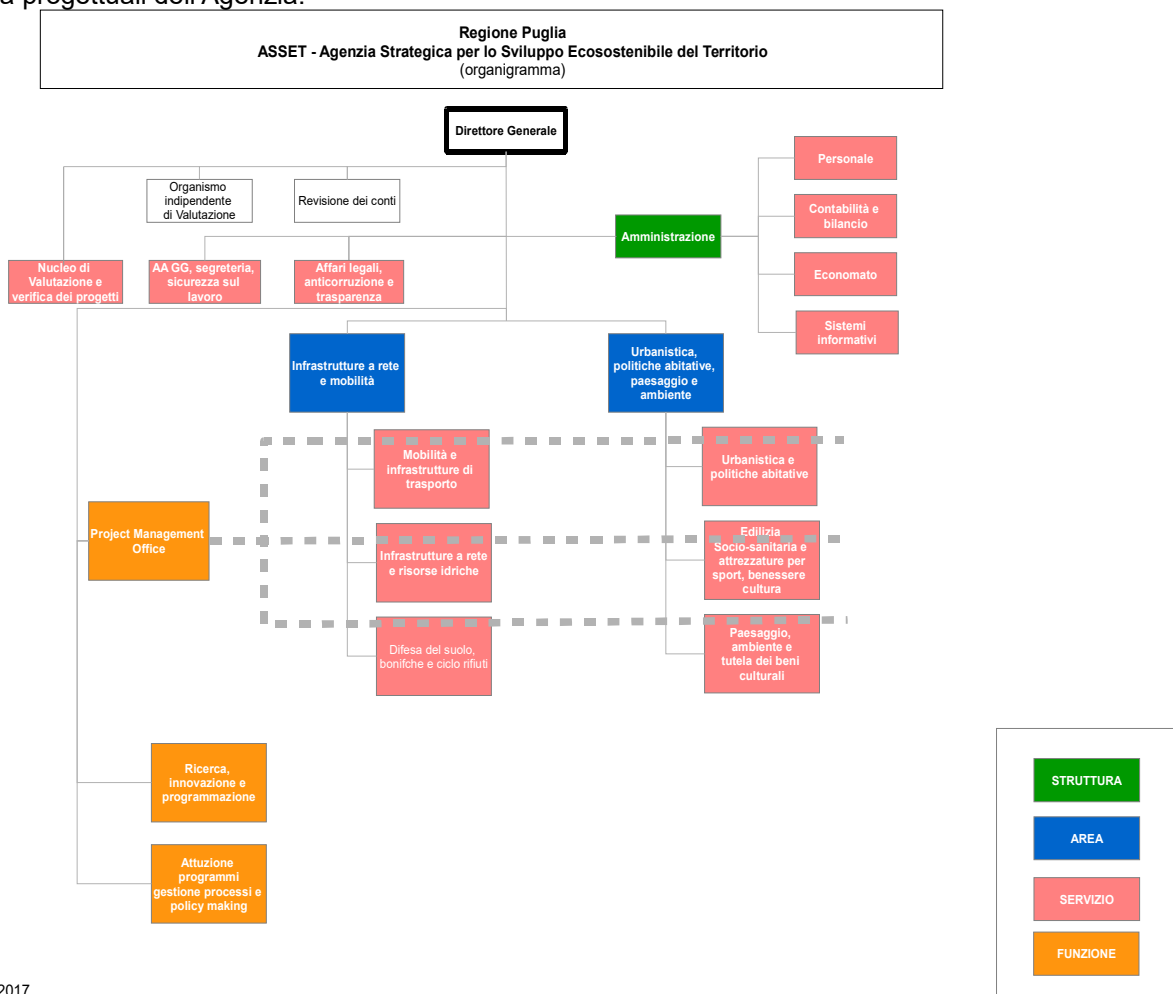 a progettuali dell'Agenzia.
Regione Puglia
ASSET - Agenzia Strategica per lo Sviluppo Ecosostenibile del Territorio
(organigramma)
Direttore Generale
Personale
Organismo
indipendente
di Valutazione
Revisione dei conti
Contabilità e
bilancio
Amministrazione
Nucleo di
Valutazione e
verifica dei progetti
AA GG, segreteria,
sicurezza sul
lavoro
Affari legali,
anticorruzione e
trasparenza
Economato
Sistemi
informativi
Infrastrutture a rete
e mobilità
Urbanistica,
politiche abitative,
paesaggio e
ambiente
Mobilità e
infrastrutture di
trasporto
Urbanistica e
politiche abitative
Project Management
Office
Infrastrutture a rete
e risorse idriche
Edilizia
Socio-sanitaria e
attrezzature per
sport, benessere
cultura
Difesa del suolo,
bonifche e ciclo rifiuti
Paesaggio,
ambiente e
tutela dei beni
culturali
Ricerca,
innovazione e
programmazione
Attuzione
programmi
gestione processi e
policy making
STRUTTURA
AREA
SERVIZIO
FUNZIONE
2017